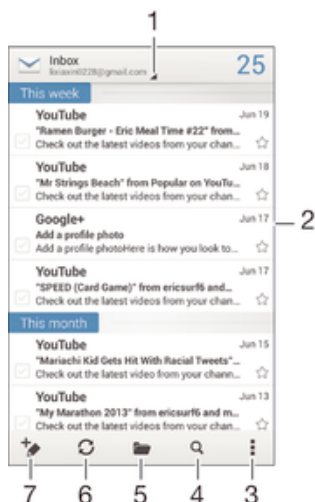 1
Inbox
lixiaxin0228@gmail.com
25
This week
YouTube Jun 19
"Ramen Burger - Eric Meal Time #22" from...
Check out the latest videos from your chan...
YouTube Jun 18
"Mr Strings Beach" from Popular on YouTu...
Check out the latest videos from your chan...
Google+ Jun 17
Add a profile photo
Add a profile photoHere is how you look to...
2
YouTube Jun 17
"SPEED (Card Game)" from ericsurf6 and...
Check out the latest videos from your chan...
This month
YouTube Jun 15
"Mariachi Kid Gets Hit With Racial Tweets"...
Check out the latest video from your chann...
YouTube Jun 13
"My Marathon 2013" from ericsurf6 and m...
Check out the latest videos from your chan...
7 6 5 4 3